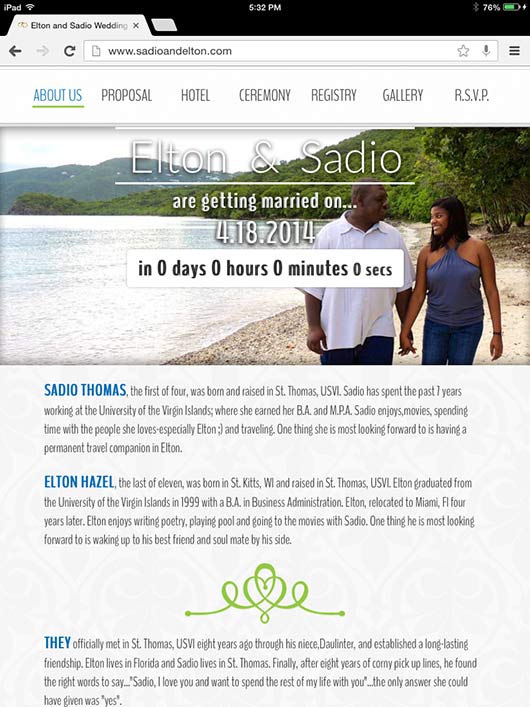 iPad 5:32 PM 76%
Elton and Sadio Wedding
www.sadioandelton.com
ABOUT US PROPOSAL HOTEL CEREMONY REGISTRY GALLERY R.S.V.P.
Elton & Sadio
are getting married on...
4.18.2014
in 0 days 0 hours 0 minutes 0 secs
SADIO THOMAS, the first of four, was born and raised in St. Thomas, USVI. Sadio has spent the past 7 years
working at the University of the Virgin Islands; where she earned her B.A. and M.P.A. Sadio enjoys,movies, spending
time with the people she loves-especially Elton ;) and traveling. One thing she is most looking forward to is having a
permanent travel companion in Elton.
ELTON HAZEL, the last of eleven, was born in St. Kitts, WI and raised in St. Thomas, USVI. Elton graduated from
the University of the Virgin Islands in 1999 with a B.A. in Business Administration. Elton, relocated to Miami, Fl four
years later. Elton enjoys writing poetry, playing pool and going to the movies with Sadio. One thing he is most looking
forward to is waking up to his best friend and soul mate by his side.
THEY officially met in St. Thomas, USVI eight years ago through his niece,Daulinter, and established a long-lasting
friendship. Elton lives in Florida and Sadio lives in St. Thomas. Finally, after eight years of corny pick up lines, he found
the right words to say..."Sadio, I love you and want to spend the rest of my life with you"...the only answer she could
have given was "yes".